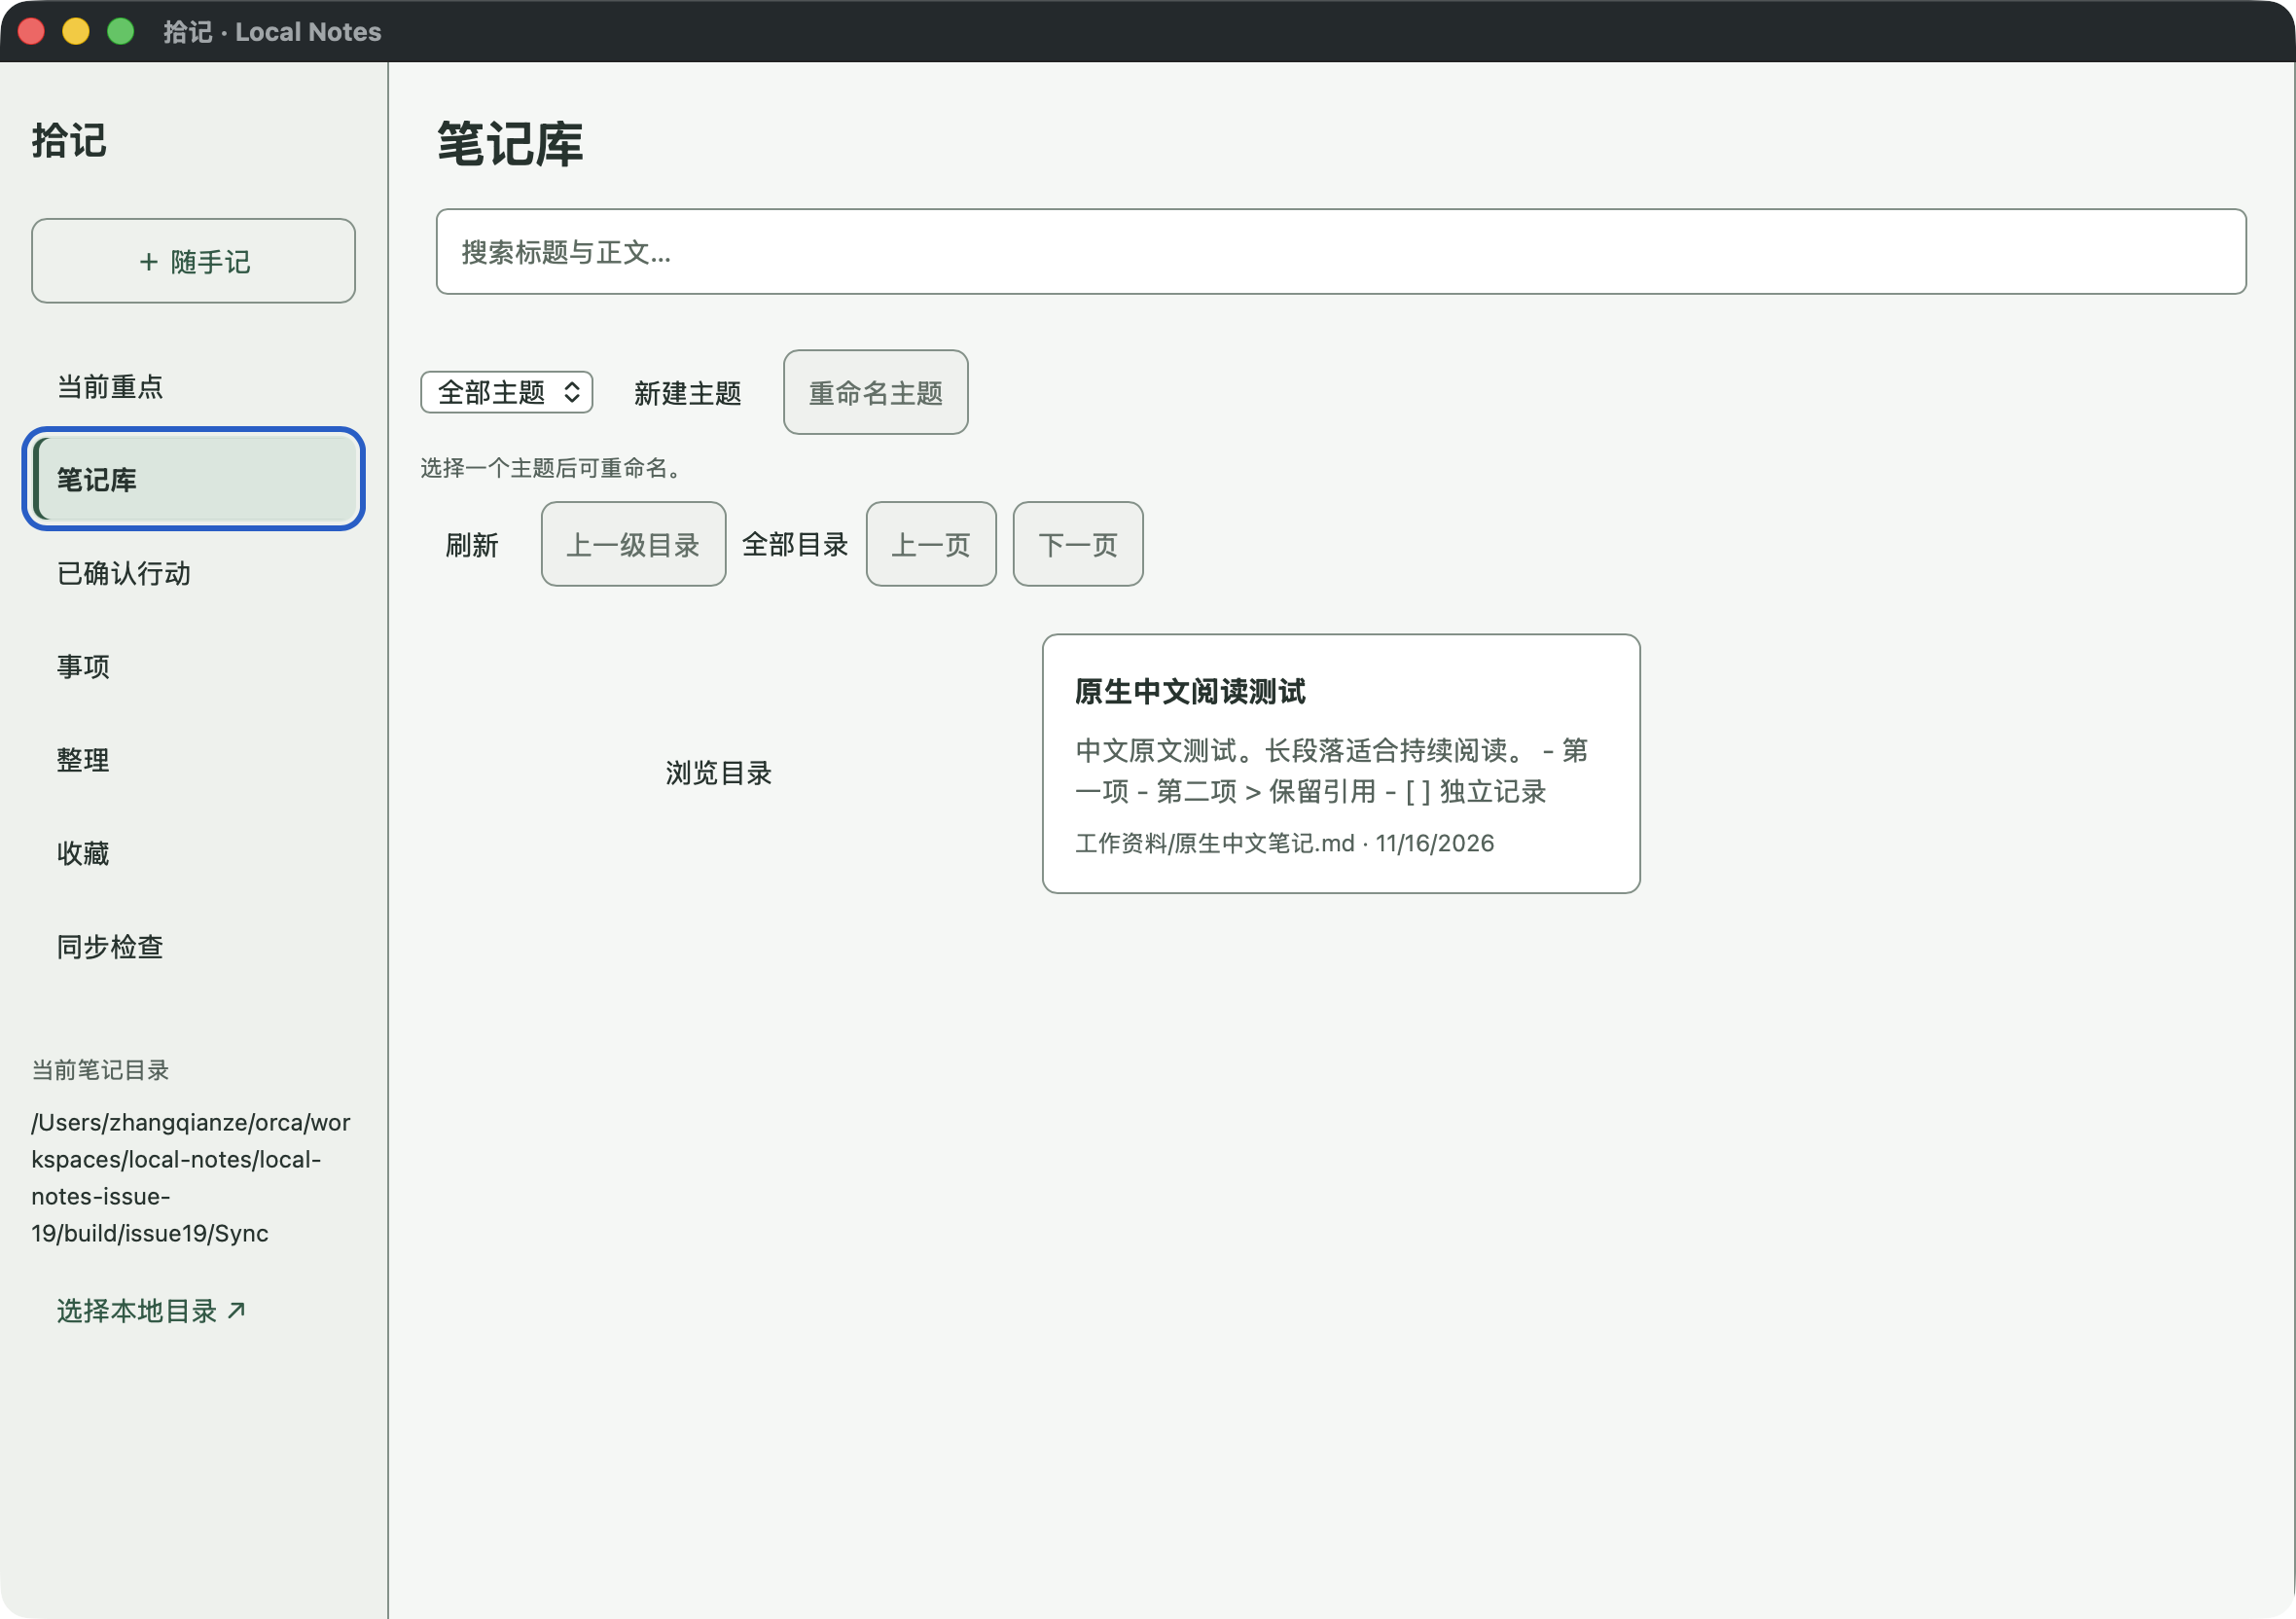 拾记 · Local Notes
拾记
+ 随手记
当前重点
笔记库
已确认行动
事项
整理
收藏
同步检查
当前笔记目录
/Users/zhangqianze/orca/wor
kspaces/local-notes/local-
notes-issue-
19/build/issue19/Sync
选择本地目录 ↗
笔记库
搜索标题与正文...
全部主题 新建主题 重命名主题
选择一个主题后可重命名。
刷新 上一级目录 全部目录 上一页 下一页
浏览目录
原生中文阅读测试
中文原文测试。长段落适合持续阅读。 - 第
一项 - 第二项 > 保留引用 - [ ] 独立记录
工作资料/原生中文笔记.md · 11/16/2026